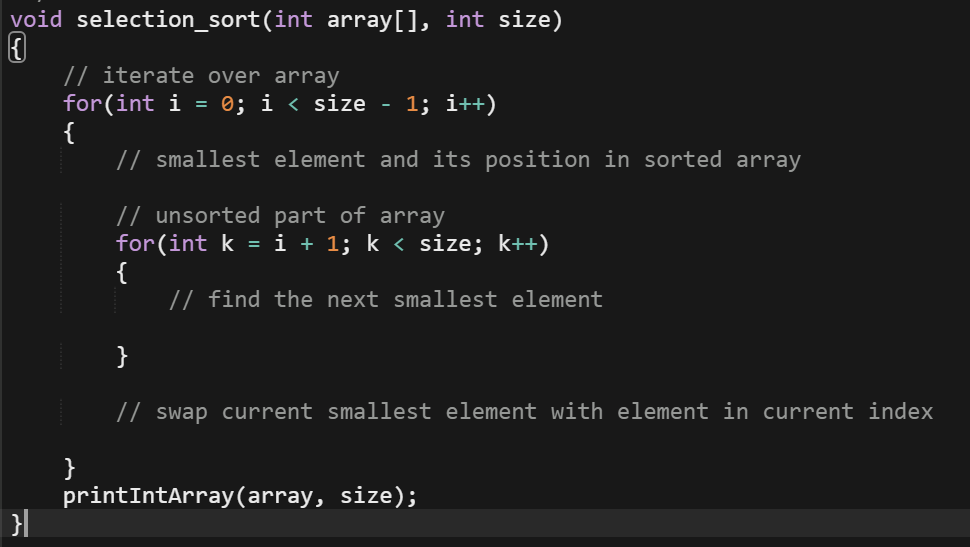 void selection_sort(int array[], int size)
{
    // iterate over array
    for(int i = 0; i < size - 1; i++)
    {
        // smallest element and its position in sorted array
        // unsorted part of array
        for(int k = i + 1; k < size; k++)
        {
            // find the next smallest element
        }
        // swap current smallest element with element in current index
    }
    printIntArray(array, size);
}